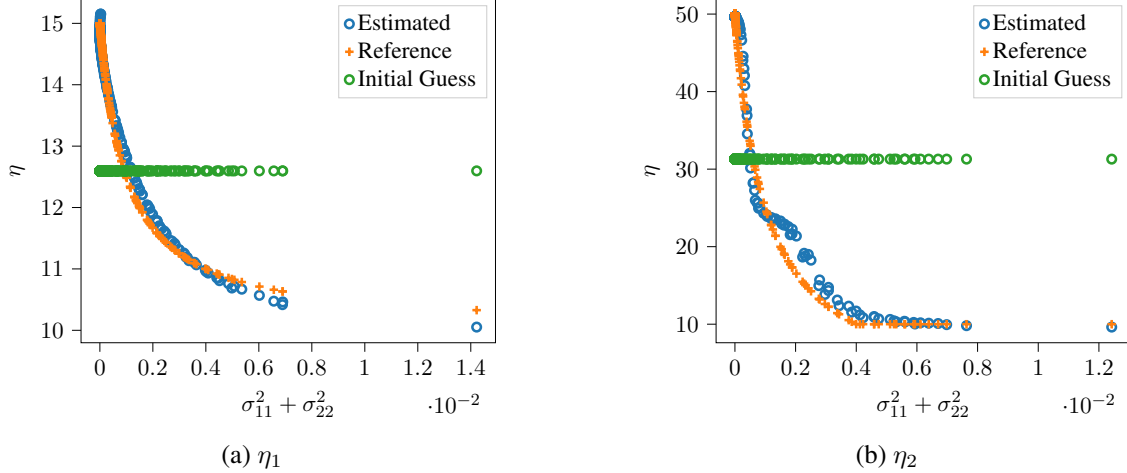 15
14
13
12
11
10
η
0
0.2
0.4
0.6
0.8
1
1.2
1.4
σ²₁₁ + σ²₂₂
·10⁻²
Estimated
Reference
Initial Guess
(a) η₁
50
40
30
20
10
η
0
0.2
0.4
0.6
0.8
1
1.2
σ²₁₁ + σ²₂₂
·10⁻²
Estimated
Reference
Initial Guess
(b) η₂